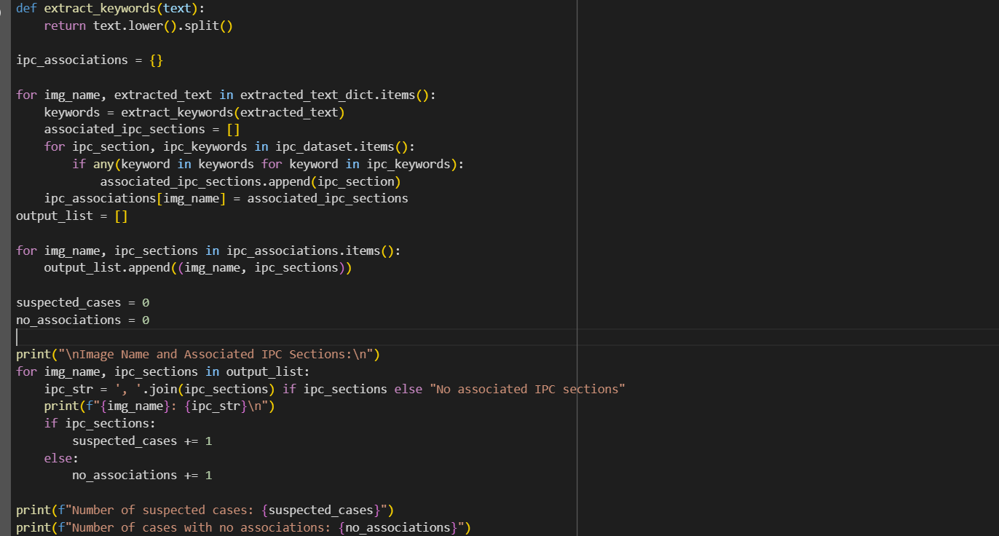 def extract_keywords(text):
    return text.lower().split()

ipc_associations = {}

for img_name, extracted_text in extracted_text_dict.items():
    keywords = extract_keywords(extracted_text)
    associated_ipc_sections = []
    for ipc_section, ipc_keywords in ipc_dataset.items():
        if any(keyword in keywords for keyword in ipc_keywords):
            associated_ipc_sections.append(ipc_section)
    ipc_associations[img_name] = associated_ipc_sections
output_list = []

for img_name, ipc_sections in ipc_associations.items():
    output_list.append((img_name, ipc_sections))

suspected_cases = 0
no_associations = 0

print("\nImage Name and Associated IPC Sections:\n")
for img_name, ipc_sections in output_list:
    ipc_str = ', '.join(ipc_sections) if ipc_sections else "No associated IPC sections"
    print(f"{img_name}: {ipc_str}\n")
    if ipc_sections:
        suspected_cases += 1
    else:
        no_associations += 1

print(f"Number of suspected cases: {suspected_cases}")
print(f"Number of cases with no associations: {no_associations}")